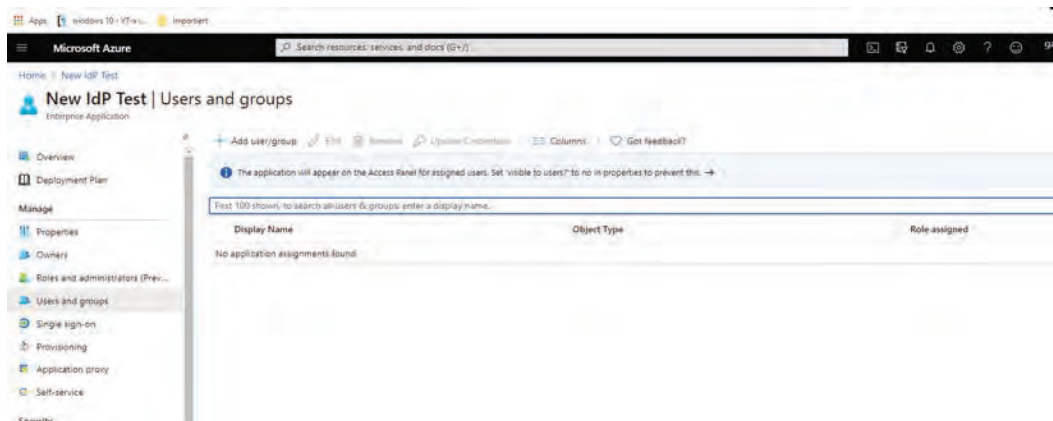 Apps windows 10 - VT-x i... Importiert
Microsoft Azure
Search resources, services, and docs (G+/)
Home > New IdP Test
New IdP Test | Users and groups
Enterprise Application
Overview
Deployment Plan
Manage
Properties
Owners
Roles and administrators (Prev...
Users and groups
Single sign-on
Provisioning
Application proxy
Self-service
Security
+ Add user/group Edit Remove Update Credentials Columns Got feedback?
The application will appear on the Access Panel for assigned users. Set 'visible to users?' to no in properties to prevent this. →
First 100 shown, to search all users & groups, enter a display name.
Display Name Object Type Role assigned
No application assignments found